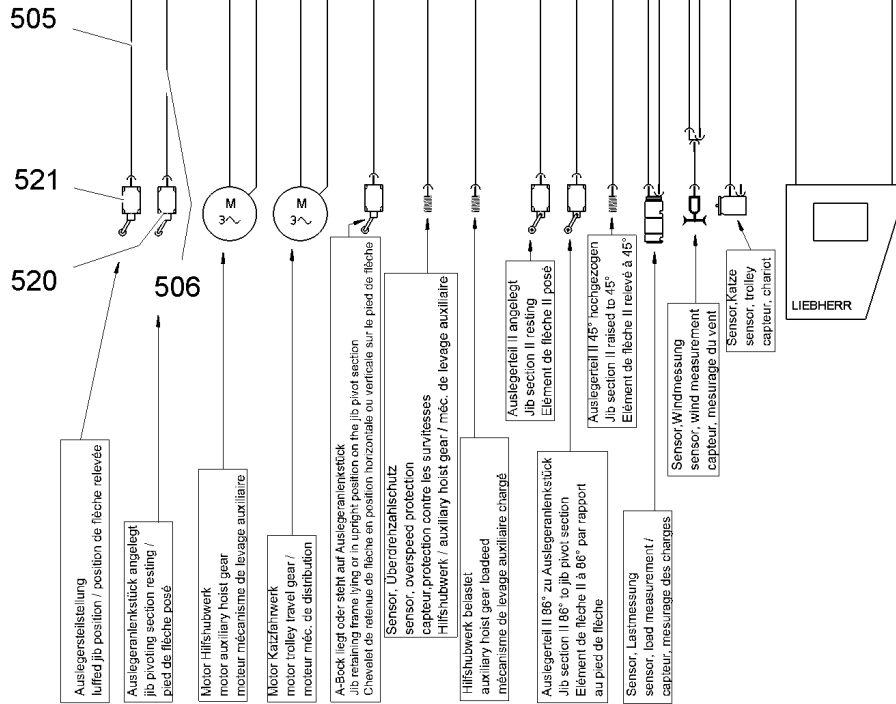 505
521
520
506
M
3~
M
3~
LIEBHERR
Auslegersteilstellung
luffed jib position / position de flèche relevée
Auslegeranlenkstück angelegt
jib pivoting section resting /
pied de flèche posé
Motor Hilfshubwerk
motor auxiliary hoist gear
moteur mécanisme de levage auxiliaire
Motor Katzfahrwerk
motor trolley travel gear /
moteur méc. de distribution
A-Bock liegt oder steht auf Auslegeranlenkstück
Jib retaining frame lying or in upright position on the jib pivot section
Chevalet de retenue de flèche en position horizontale ou verticale sur le pied de flèche
Sensor, Überdrehzahlschutz
sensor, overspeed protection
capteur,protection contre les survitesses
Hilfshubwerk / auxiliary hoist gear / méc. de levage auxiliaire
Hilfshubwerk belastet
auxiliary hoist gear loadeed
mécanisme de levage auxiliaire chargé
Auslegerteil II angelegt
Jib section II resting
Elément de flèche II posé
Auslegerteil II 86° zu Auslegeranlenkstück
Jib section II 86° to jib pivot section
Elément de flèche II à 86° par rapport
au pied de flèche
Auslegerteil II 45° hochgezogen
Jib section II raised to 45°
Elément de flèche II relevé à 45°
Sensor, Lastmessung
sensor, load measurement /
capteur, mesurage des charges
Sensor,Windmessung
sensor, wind measurement
capteur, mesurage du vent
Sensor,Katze
sensor, trolley
capteur, chariot